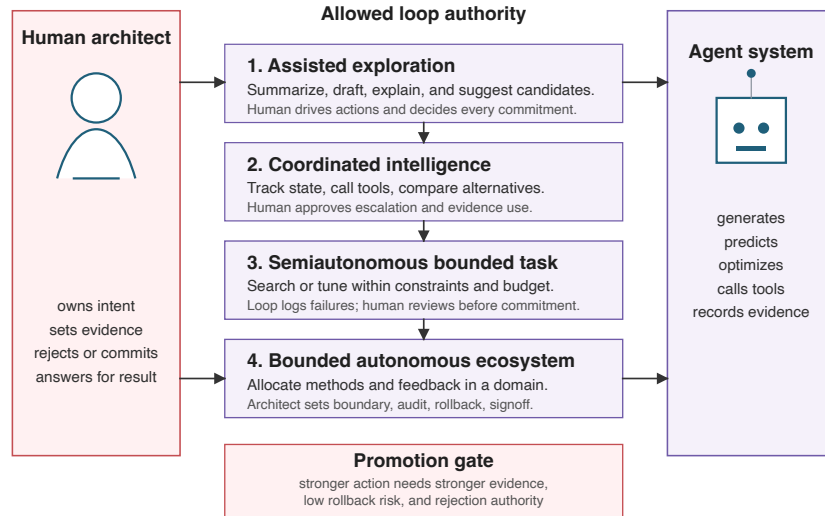 Allowed loop authority
Human architect
owns intent
sets evidence
rejects or commits
answers for result
1. Assisted exploration
Summarize, draft, explain, and suggest candidates.
Human drives actions and decides every commitment.
2. Coordinated intelligence
Track state, call tools, compare alternatives.
Human approves escalation and evidence use.
3. Semiautonomous bounded task
Search or tune within constraints and budget.
Loop logs failures; human reviews before commitment.
4. Bounded autonomous ecosystem
Allocate methods and feedback in a domain.
Architect sets boundary, audit, rollback, signoff.
Promotion gate
stronger action needs stronger evidence,
low rollback risk, and rejection authority
Agent system
generates
predicts
optimizes
calls tools
records evidence